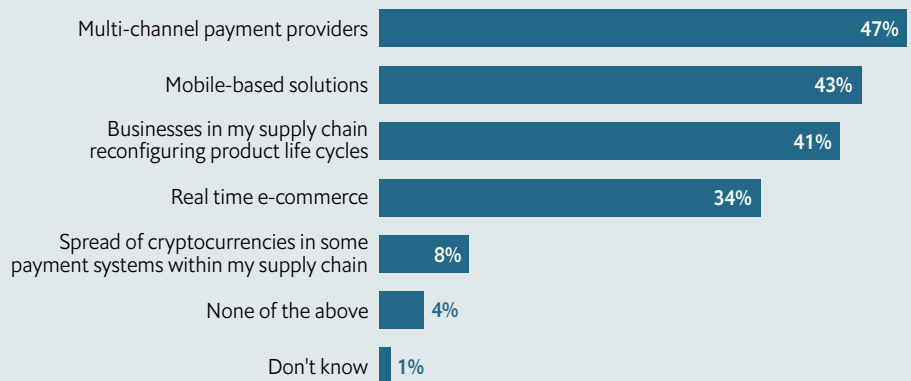 Multi-channel payment providers 47%
Mobile-based solutions 43%
Businesses in my supply chain
reconfiguring product life cycles 41%
Real time e-commerce 34%
Spread of cryptocurrencies in some
payment systems within my supply chain 8%
None of the above 4%
Don't know 1%